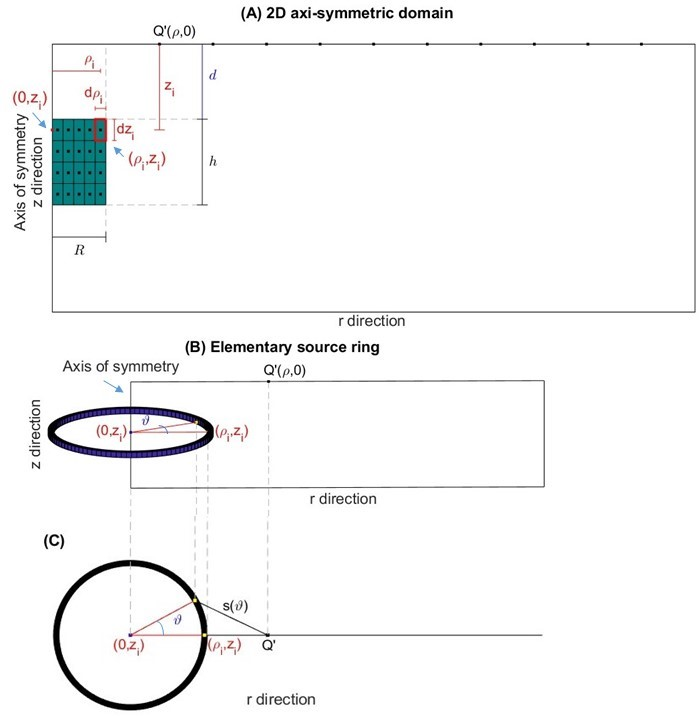 (A) 2D axi-symmetric domain
Q'(ρ,0)
ρi
d
zi
dρi
(0,zi)
dzi
(ρi,zi)
h
Axis of symmetry
z direction
R
r direction
(B) Elementary source ring
Axis of symmetry
Q'(ρ,0)
z direction
ϑ
(0,zi)
(ρi,zi)
r direction
(C)
s(ϑ)
ϑ
(0,zi)
(ρi,zi)
Q'
r direction